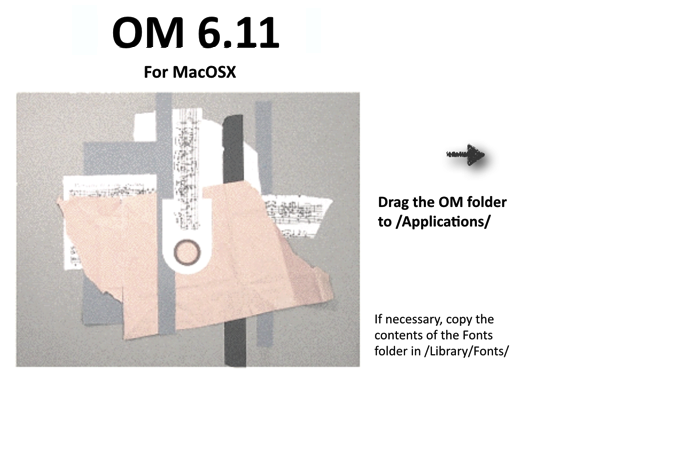 OM 6.11
For MacOSX
Drag the OM folder
to /Applications/
If necessary, copy the
contents of the Fonts
folder in /Library/Fonts/